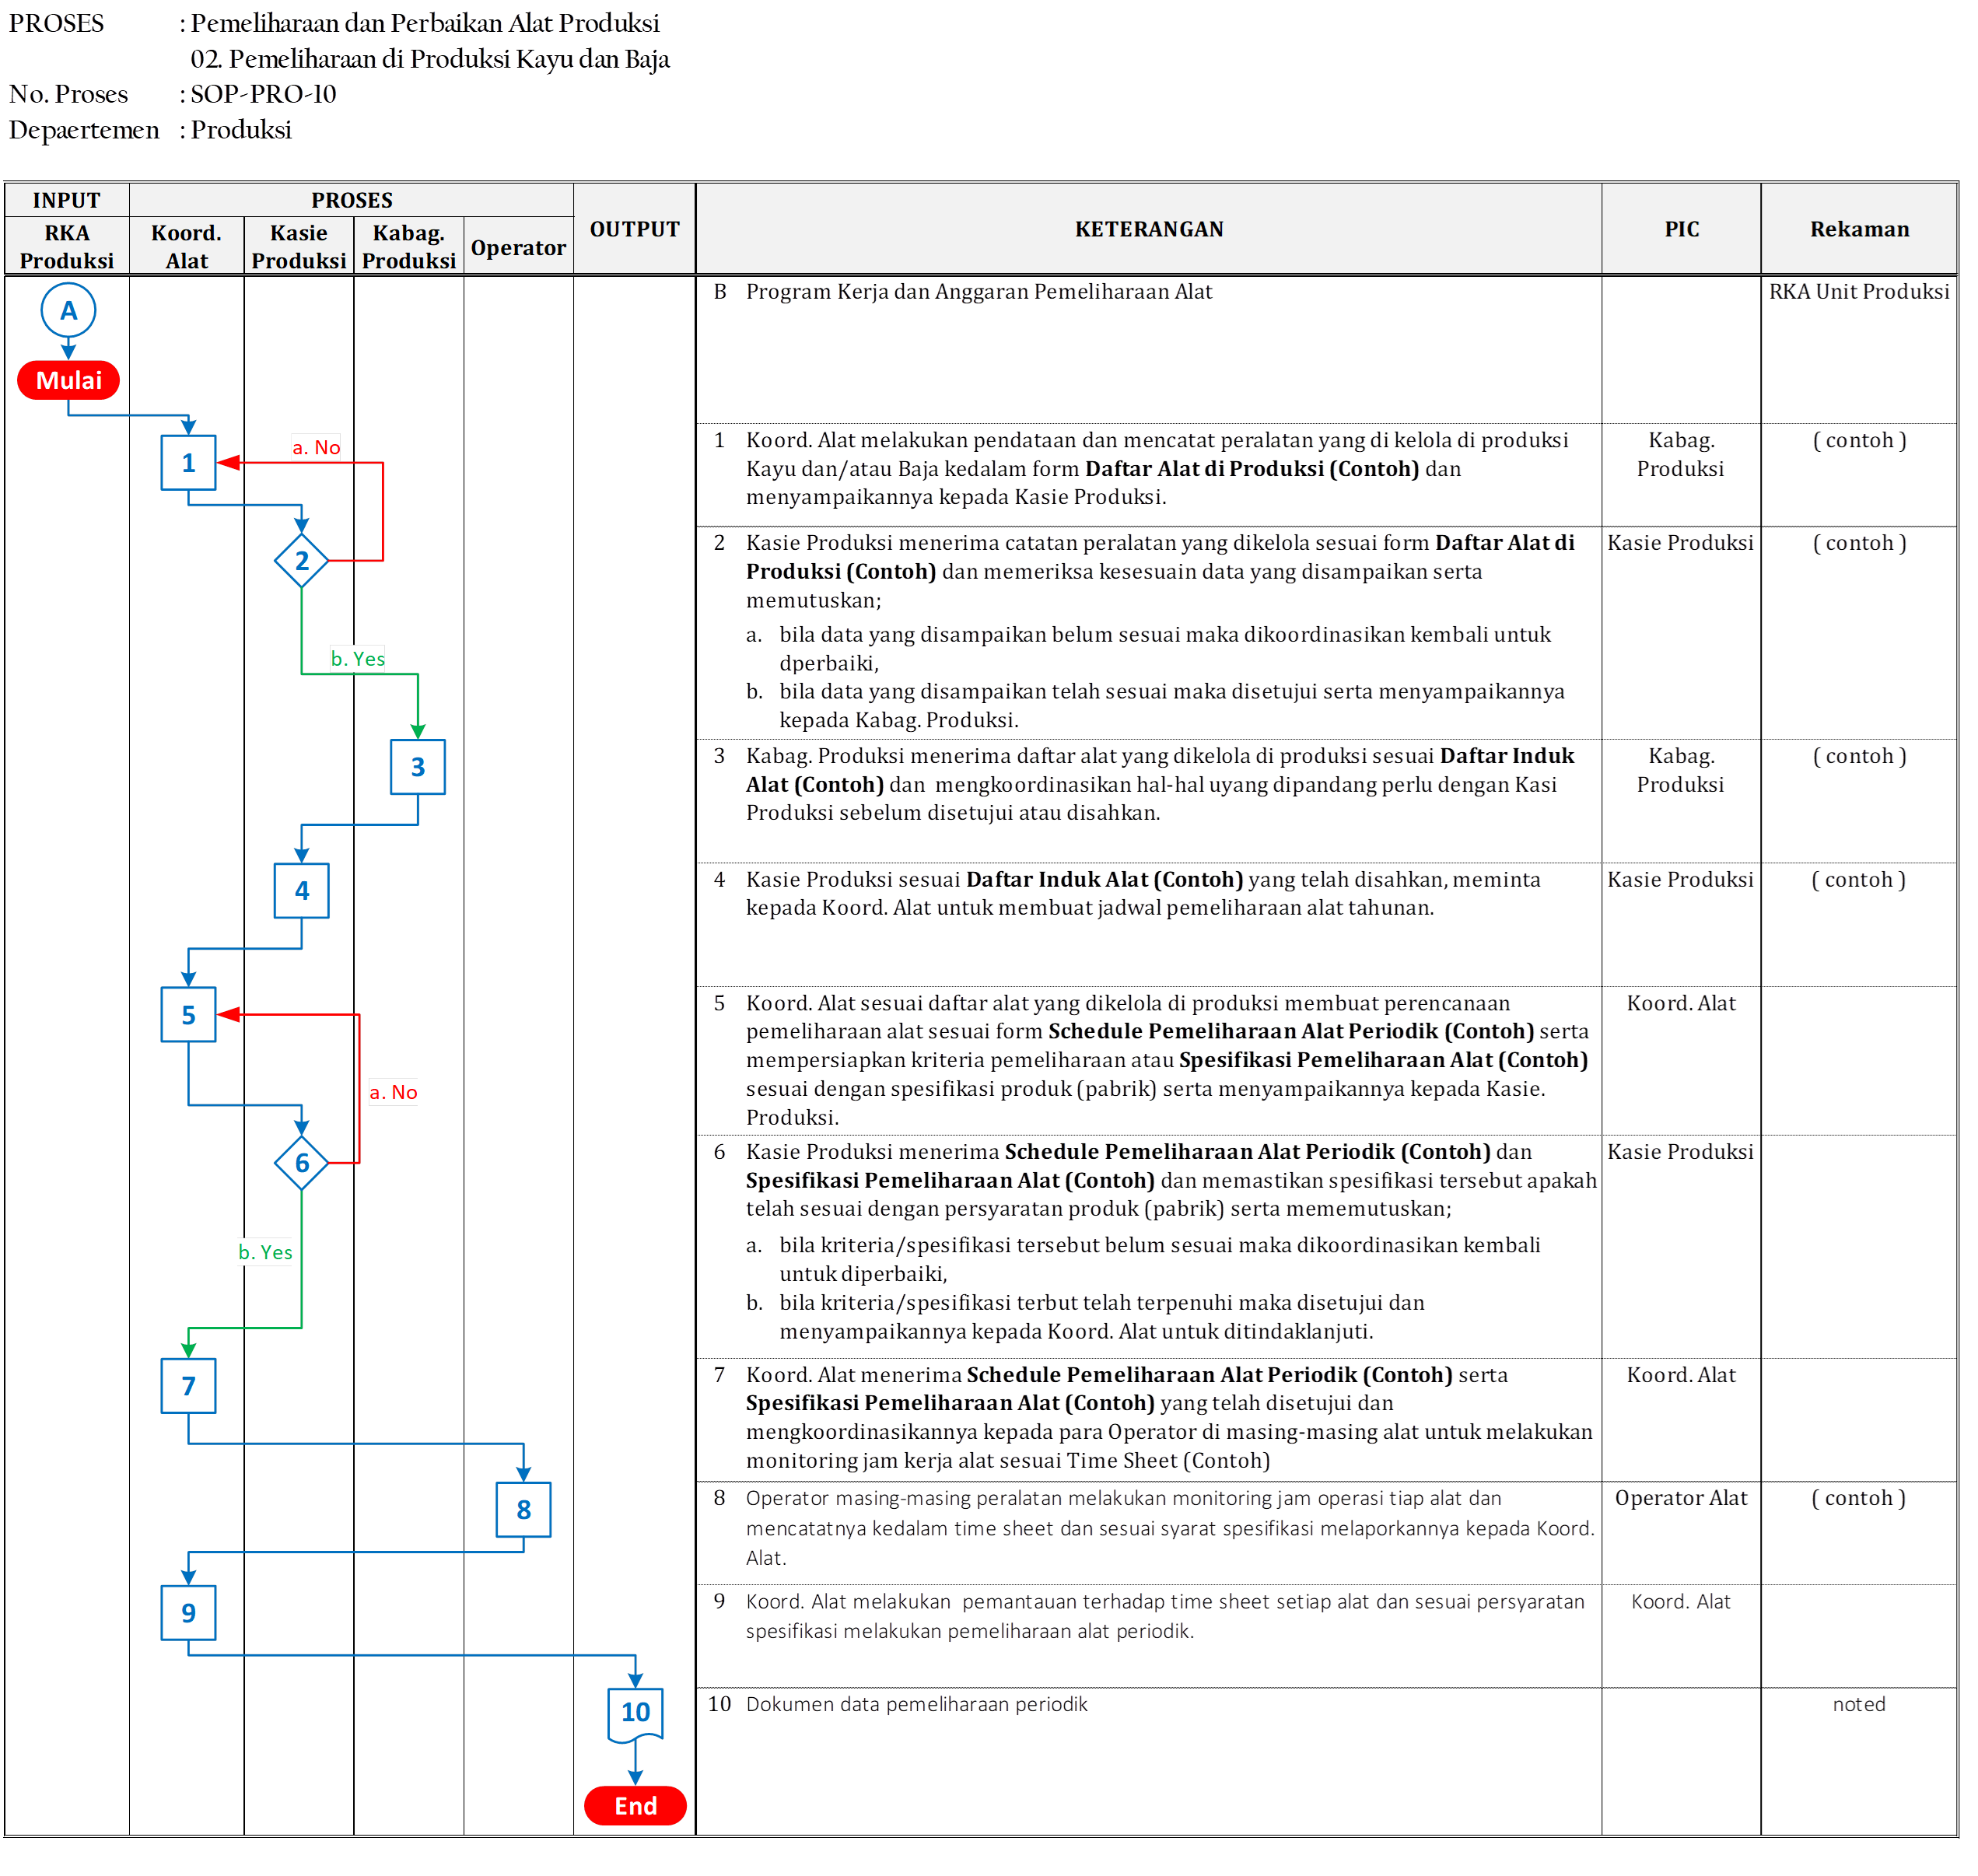 PROSES : Pemeliharaan dan Perbaikan Alat Produksi
02. Pemeliharaan di Produksi Kayu dan Baja
No. Proses : SOP-PRO-10
Depaertemen : Produksi
INPUT PROSES OUTPUT KETERANGAN PIC Rekaman
RKA Produksi Koord. Alat Kasie Produksi Kabag. Produksi Operator
A
Mulai
B Program Kerja dan Anggaran Pemeliharaan Alat RKA Unit Produksi
1
a. No
1 Koord. Alat melakukan pendataan dan mencatat peralatan yang di kelola di produksi Kabag. ( contoh )
Kayu dan/atau Baja kedalam form Daftar Alat di Produksi (Contoh) dan Produksi
menyampaikannya kepada Kasie Produksi.
2
b. Yes
2 Kasie Produksi menerima catatan peralatan yang dikelola sesuai form Daftar Alat di Kasie Produksi ( contoh )
Produksi (Contoh) dan memeriksa kesesuain data yang disampaikan serta
memutuskan;
a. bila data yang disampaikan belum sesuai maka dikoordinasikan kembali untuk
dperbaiki,
b. bila data yang disampaikan telah sesuai maka disetujui serta menyampaikannya
kepada Kabag. Produksi.
3
3 Kabag. Produksi menerima daftar alat yang dikelola di produksi sesuai Daftar Induk Kabag. ( contoh )
Alat (Contoh) dan mengkoordinasikan hal-hal uyang dipandang perlu dengan Kasi Produksi
Produksi sebelum disetujui atau disahkan.
4
4 Kasie Produksi sesuai Daftar Induk Alat (Contoh) yang telah disahkan, meminta Kasie Produksi ( contoh )
kepada Koord. Alat untuk membuat jadwal pemeliharaan alat tahunan.
5
a. No
5 Koord. Alat sesuai daftar alat yang dikelola di produksi membuat perencanaan Koord. Alat
pemeliharaan alat sesuai form Schedule Pemeliharaan Alat Periodik (Contoh) serta
mempersiapkan kriteria pemeliharaan atau Spesifikasi Pemeliharaan Alat (Contoh)
sesuai dengan spesifikasi produk (pabrik) serta menyampaikannya kepada Kasie.
Produksi.
6
b. Yes
6 Kasie Produksi menerima Schedule Pemeliharaan Alat Periodik (Contoh) dan Kasie Produksi
Spesifikasi Pemeliharaan Alat (Contoh) dan memastikan spesifikasi tersebut apakah
telah sesuai dengan persyaratan produk (pabrik) serta mememutuskan;
a. bila kriteria/spesifikasi tersebut belum sesuai maka dikoordinasikan kembali
untuk diperbaiki,
b. bila kriteria/spesifikasi terbut telah terpenuhi maka disetujui dan
menyampaikannya kepada Koord. Alat untuk ditindaklanjuti.
7
7 Koord. Alat menerima Schedule Pemeliharaan Alat Periodik (Contoh) serta Koord. Alat
Spesifikasi Pemeliharaan Alat (Contoh) yang telah disetujui dan
mengkoordinasikannya kepada para Operator di masing-masing alat untuk melakukan
monitoring jam kerja alat sesuai Time Sheet (Contoh)
8
8 Operator masing-masing peralatan melakukan monitoring jam operasi tiap alat dan Operator Alat ( contoh )
mencatatnya kedalam time sheet dan sesuai syarat spesifikasi melaporkannya kepada Koord.
Alat.
9
9 Koord. Alat melakukan pemantauan terhadap time sheet setiap alat dan sesuai persyaratan Koord. Alat
spesifikasi melakukan pemeliharaan alat periodik.
10
10 Dokumen data pemeliharaan periodik noted
End